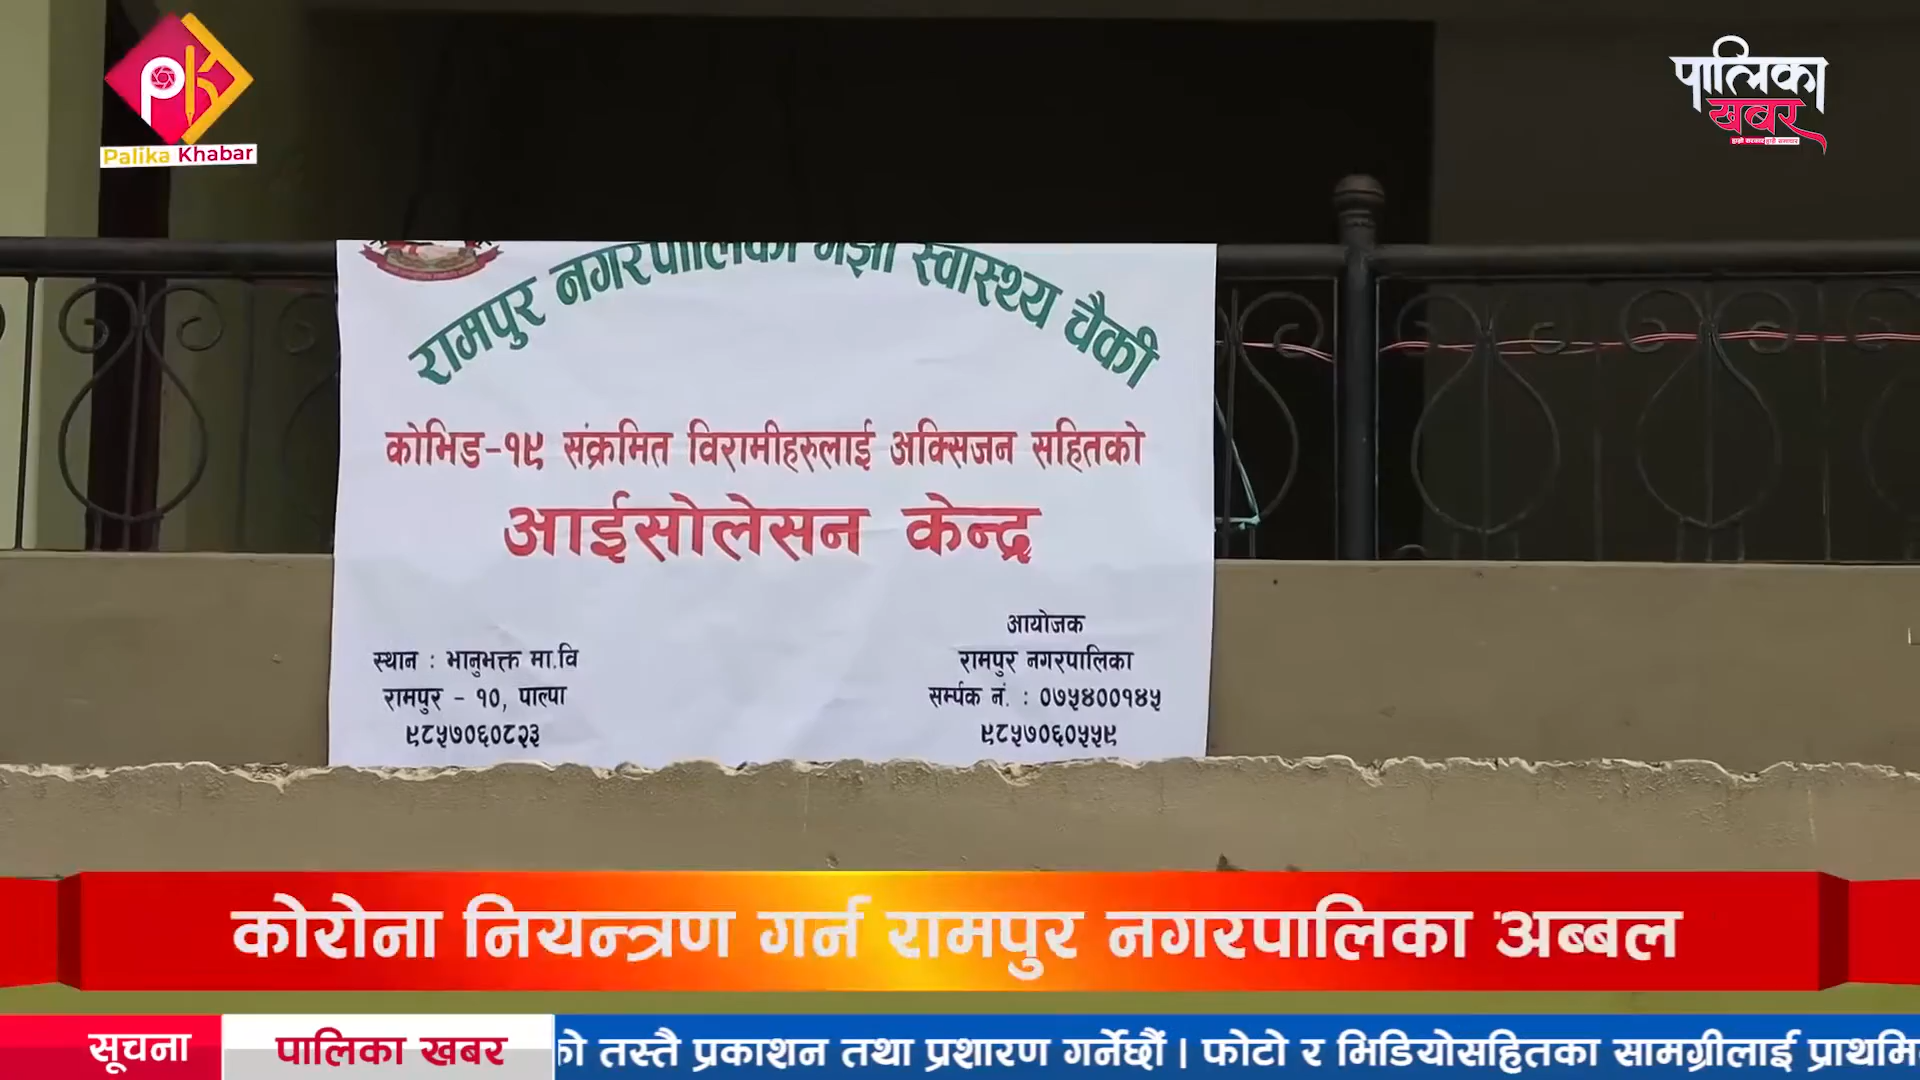 PK
Palika Khabar
पालिका
खबर
रामपुर नगरपालिका गेझा स्वास्थ्य चैकी
कोभिड-१९ संक्रमित विरामीहरुलाई अक्सिजन सहितको
आईसोलेसन केन्द्र
स्थान : भानुभक्त मा.वि
रामपुर - १०, पाल्पा
९८५७०६०८२३
आयोजक
रामपुर नगरपालिका
सर्म्पक नं. : ०७५४००१४५
९८५७०६०५५९
कोरोना नियन्त्रण गर्न रामपुर नगरपालिका अब्बल
सूचना
पालिका खबर
को तस्तै प्रकाशन तथा प्रशारण गर्नेछौं | फोटो र भिडियोसहितका सामग्रीलाई प्राथमि